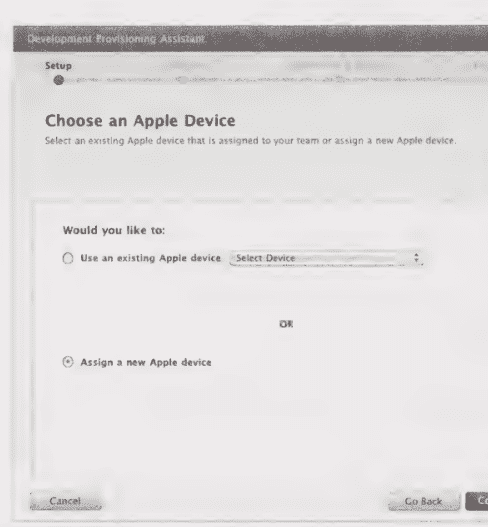 Development Provisioning Assistant
Setup
Choose an Apple Device
Select an existing Apple device that is assigned to your team or assign a new Apple device.
Would you like to:
Use an existing Apple device Select Device
OR
Assign a new Apple device
Cancel Go Back Co